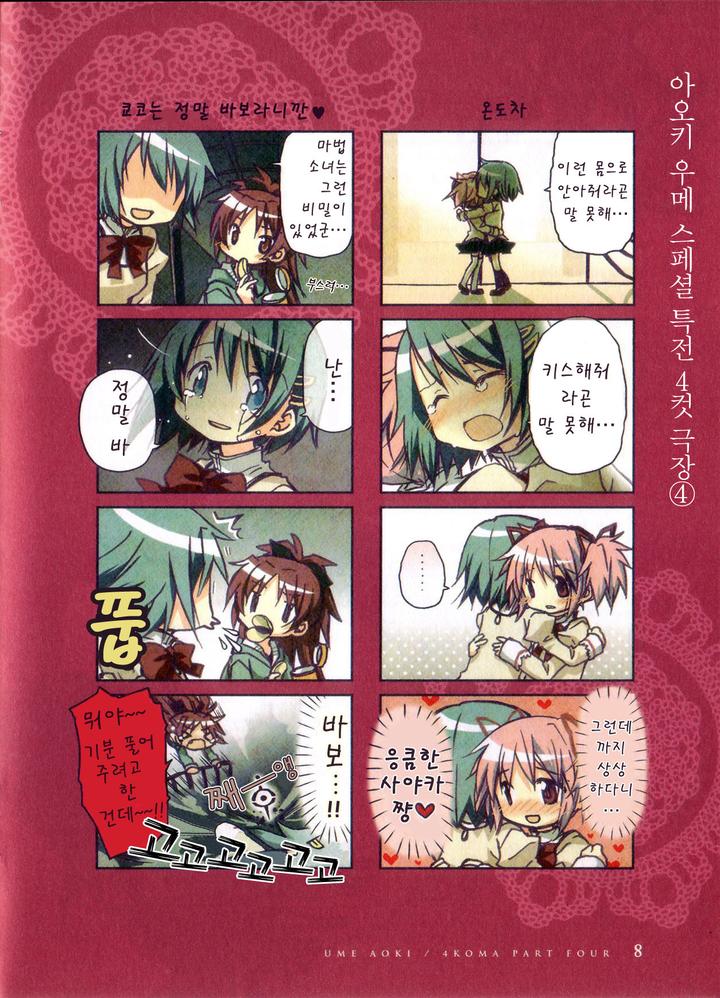 아오키 우메 스페셜 특전 4컷 극장④
온도차
이런 몸으로
안아줘라곤
말 못해…
키스해줘
라곤
말 못해…
……
그런데
까지
상상
하다니
…
응큼한
사야카
쨩♥
쿄코는 정말 바보라니깐♥
마법
소녀는
그런
비밀이
있었군…
부스럭…
난…
정말
바
풉
바보…!!
째—앵
뭐야~~
기분 풀어
주려고
한
건데~~!!
고고고고고고
UME AOKI / 4KOMA PART FOUR
8